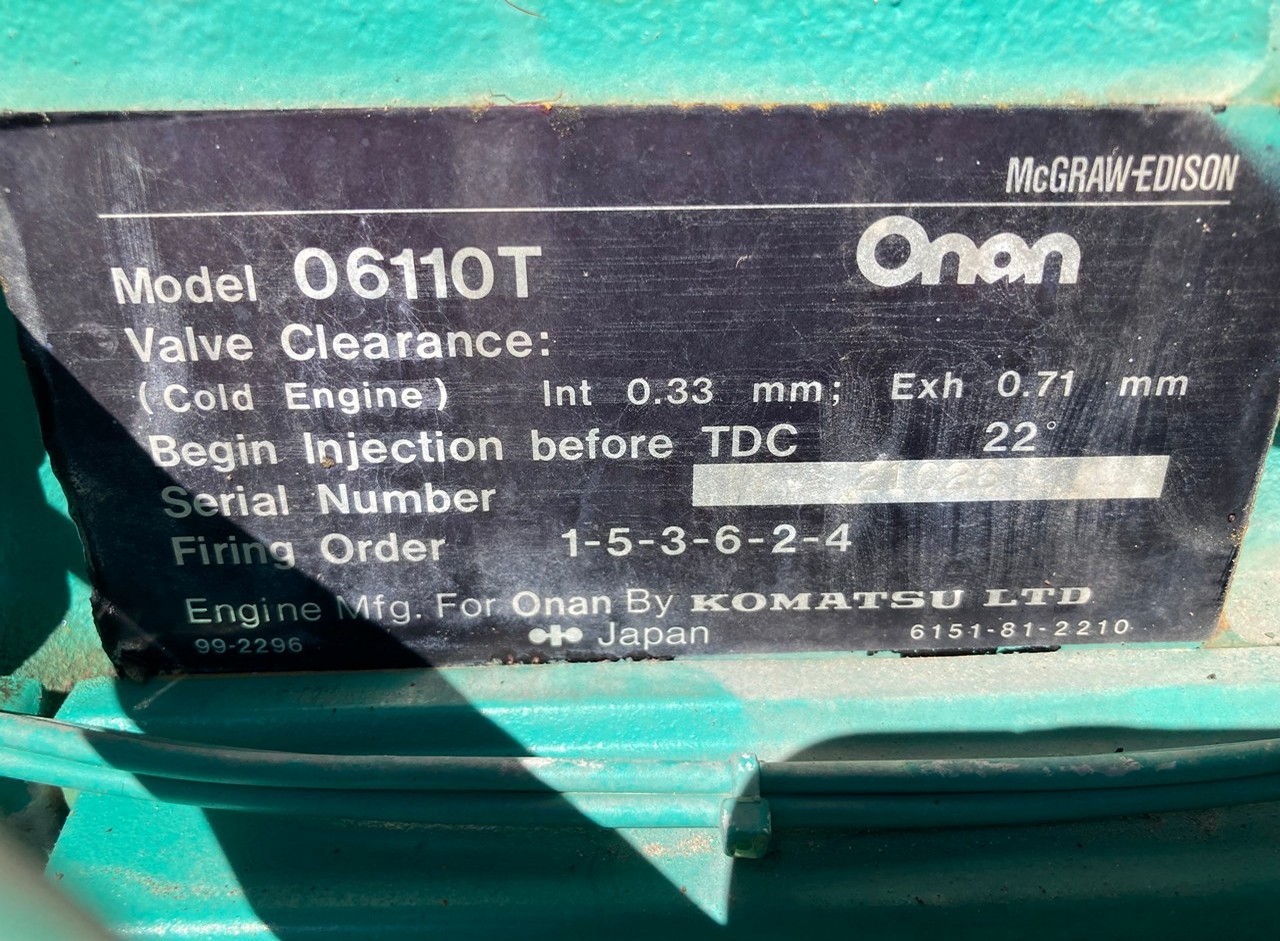 McGRAW-EDISON
Onan
Model 06110T
Valve Clearance:
(Cold Engine) Int 0.33 mm; Exh 0.71 mm
Begin Injection before TDC 22°
Serial Number
Firing Order 1-5-3-6-2-4
Engine Mfg. For Onan By KOMATSU LTD
99-2296 Japan 6151-81-2210